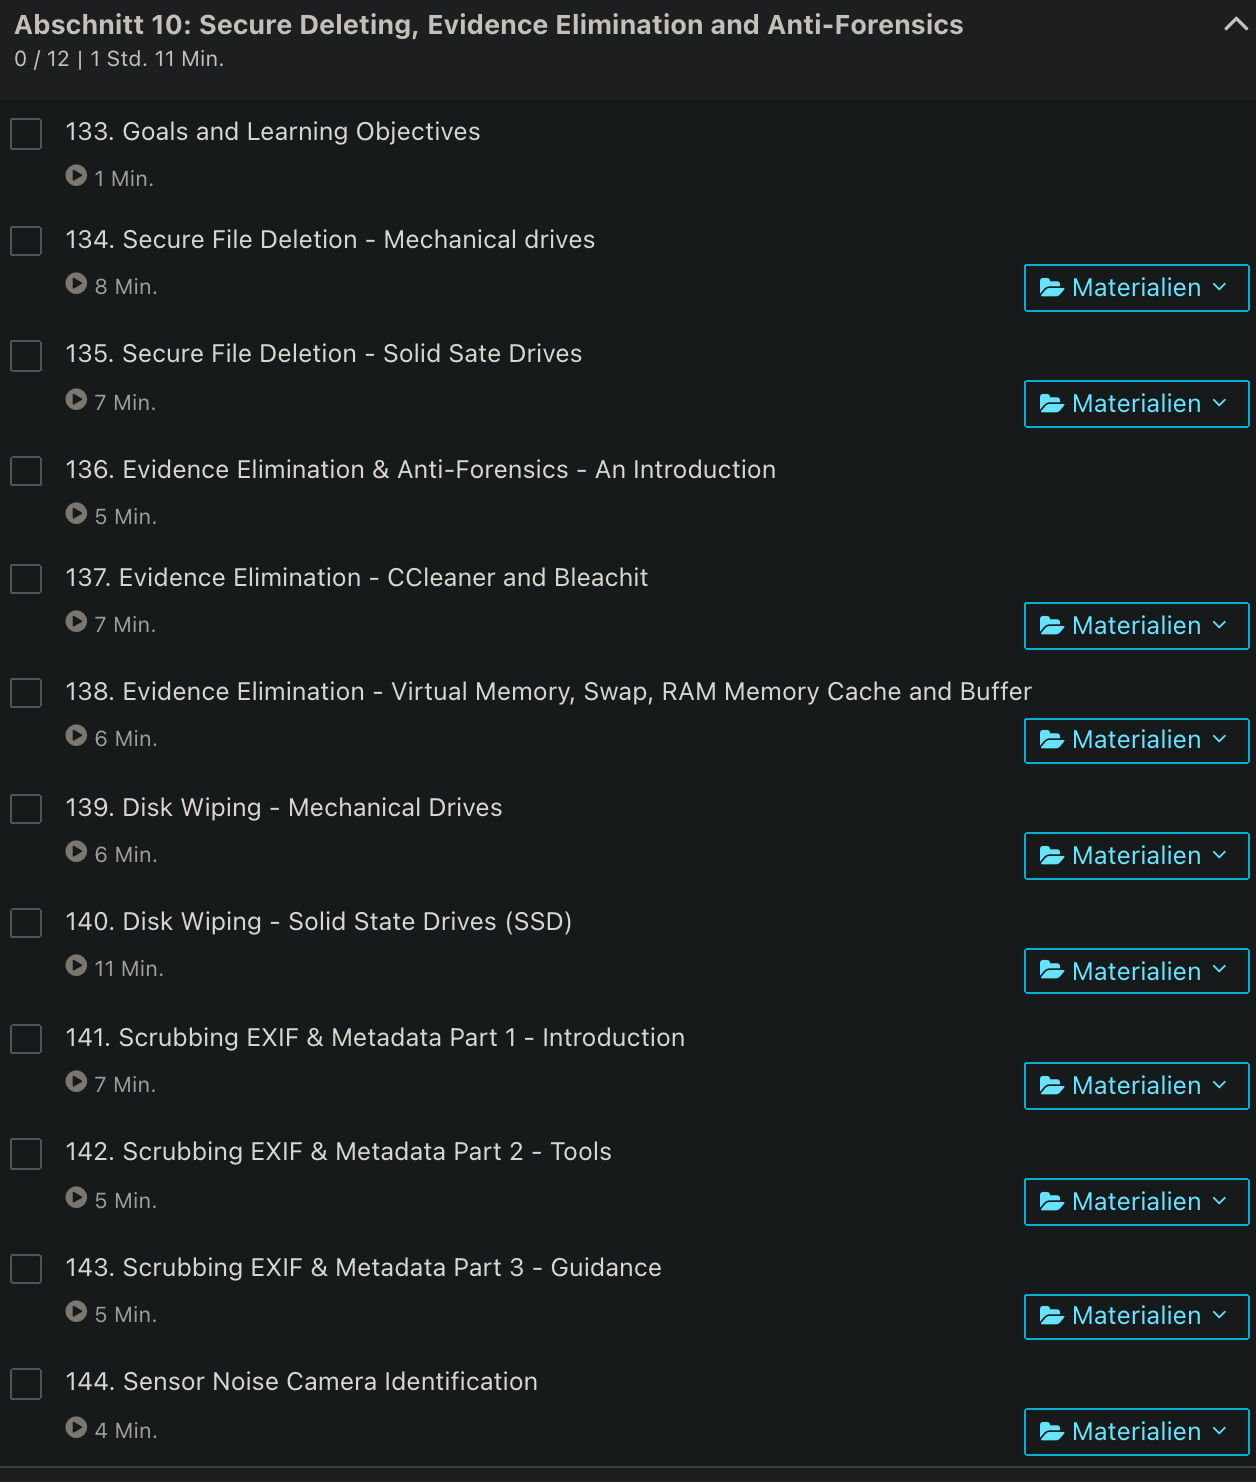 Abschnitt 10: Secure Deleting, Evidence Elimination and Anti-Forensics
0 / 12 | 1 Std. 11 Min.
133. Goals and Learning Objectives
1 Min.
134. Secure File Deletion - Mechanical drives
8 Min.
Materialien
135. Secure File Deletion - Solid Sate Drives
7 Min.
Materialien
136. Evidence Elimination & Anti-Forensics - An Introduction
5 Min.
137. Evidence Elimination - CCleaner and Bleachit
7 Min.
Materialien
138. Evidence Elimination - Virtual Memory, Swap, RAM Memory Cache and Buffer
6 Min.
Materialien
139. Disk Wiping - Mechanical Drives
6 Min.
Materialien
140. Disk Wiping - Solid State Drives (SSD)
11 Min.
Materialien
141. Scrubbing EXIF & Metadata Part 1 - Introduction
7 Min.
Materialien
142. Scrubbing EXIF & Metadata Part 2 - Tools
5 Min.
Materialien
143. Scrubbing EXIF & Metadata Part 3 - Guidance
5 Min.
Materialien
144. Sensor Noise Camera Identification
4 Min.
Materialien